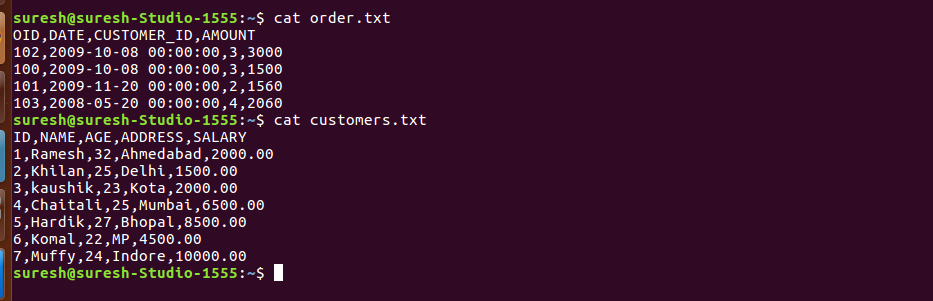 suresh@suresh-Studio-1555:~$ cat order.txt
OID,DATE,CUSTOMER_ID,AMOUNT
102,2009-10-08 00:00:00,3,3000
100,2009-10-08 00:00:00,3,1500
101,2009-11-20 00:00:00,2,1560
103,2008-05-20 00:00:00,4,2060
suresh@suresh-Studio-1555:~$ cat customers.txt
ID,NAME,AGE,ADDRESS,SALARY
1,Ramesh,32,Ahmedabad,2000.00
2,Khilan,25,Delhi,1500.00
3,kaushik,23,Kota,2000.00
4,Chaitali,25,Mumbai,6500.00
5,Hardik,27,Bhopal,8500.00
6,Komal,22,MP,4500.00
7,Muffy,24,Indore,10000.00
suresh@suresh-Studio-1555:~$